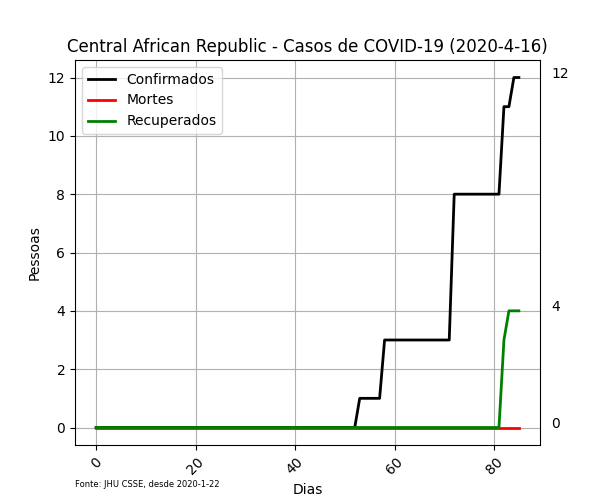 Central African Republic - Casos de COVID-19 (2020-4-16)
Confirmados
Mortes
Recuperados
12
10
8
6
4
2
0
Pessoas
12
4
0
0
20
40
60
80
Dias
Fonte: JHU CSSE, desde 2020-1-22